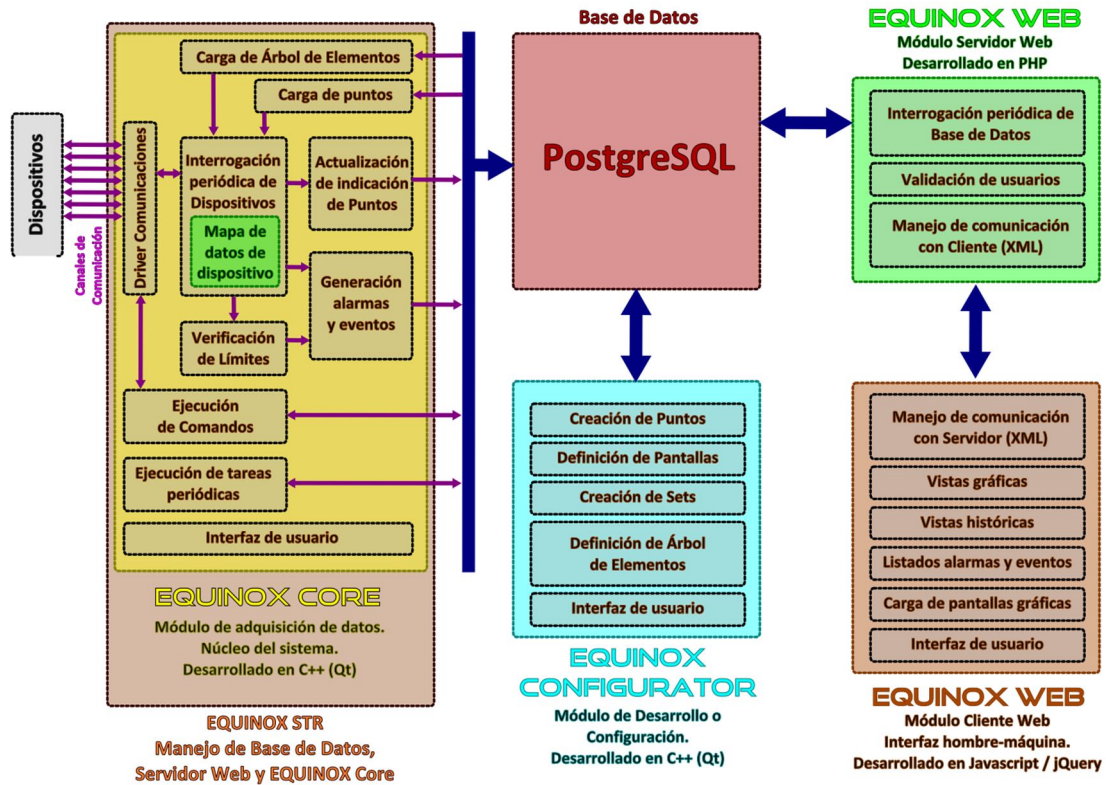 Dispositivos
Canales de
Comunicación
Carga de Árbol de Elementos
Carga de puntos
Driver Comunicaciones
Interrogación
periódica de
Dispositivos
Mapa de
datos de
dispositivo
Actualización
de indicación
de Puntos
Generación
alarmas
y eventos
Verificación
de Límites
Ejecución
de Comandos
Ejecución de tareas
periódicas
Interfaz de usuario
EQUINOX CORE
Módulo de adquisición de datos.
Núcleo del sistema.
Desarrollado en C++ (Qt)
EQUINOX STR
Manejo de Base de Datos,
Servidor Web y EQUINOX Core
Base de Datos
PostgreSQL
Creación de Puntos
Definición de Pantallas
Creación de Sets
Definición de Árbol
de Elementos
Interfaz de usuario
EQUINOX
CONFIGURATOR
Módulo de Desarrollo o
Configuración.
Desarrollado en C++ (Qt)
EQUINOX WEB
Módulo Servidor Web
Desarrollado en PHP
Interrogación periódica de
Base de Datos
Validación de usuarios
Manejo de comunicación
con Cliente (XML)
Manejo de comunicación
con Servidor (XML)
Vistas gráficas
Vistas históricas
Listados alarmas y eventos
Carga de pantallas gráficas
Interfaz de usuario
EQUINOX WEB
Módulo Cliente Web
Interfaz hombre-máquina.
Desarrollado en Javascript / jQuery